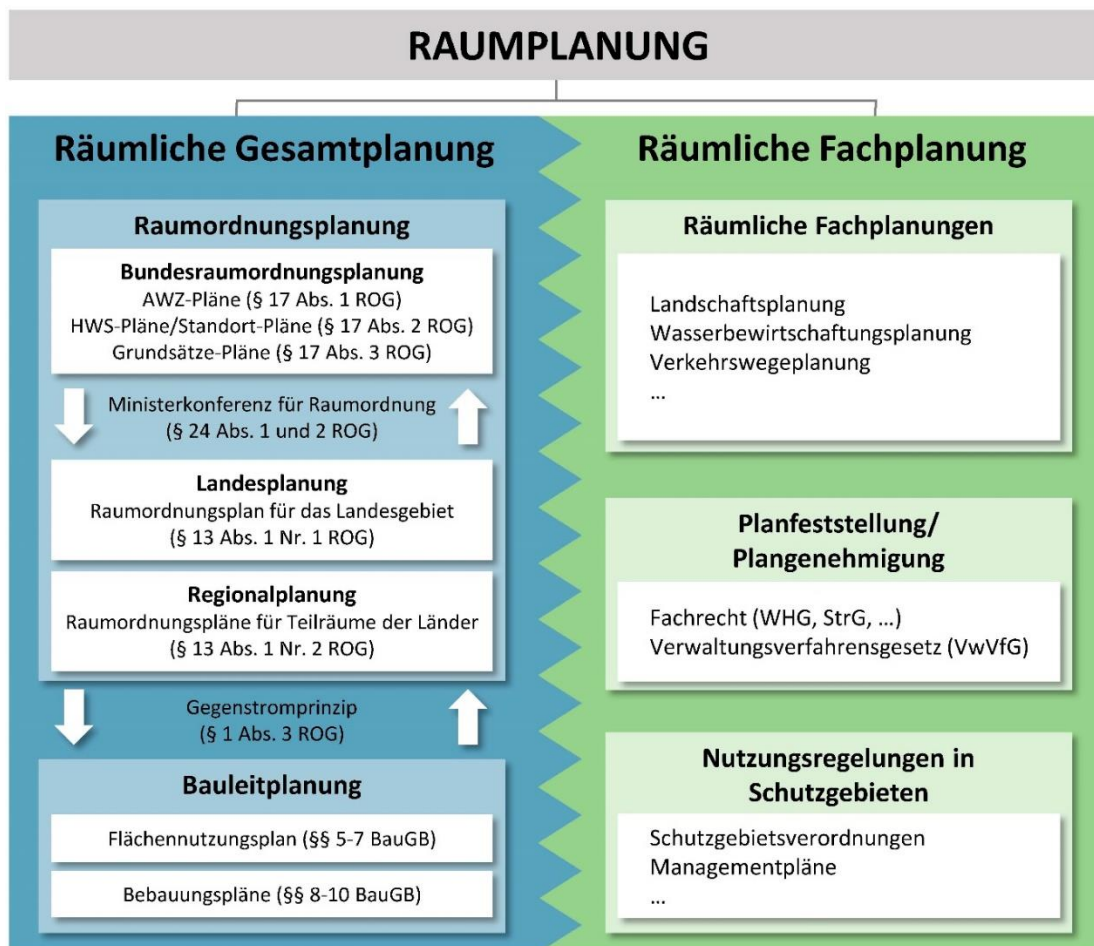 RAUMPLANUNG
Räumliche Gesamtplanung
Raumordnungsplanung
Bundesraumordnungsplanung
AWZ-Pläne (§ 17 Abs. 1 ROG)
HWS-Pläne/Standort-Pläne (§ 17 Abs. 2 ROG)
Grundsätze-Pläne (§ 17 Abs. 3 ROG)
Ministerkonferenz für Raumordnung
(§ 24 Abs. 1 und 2 ROG)
Landesplanung
Raumordnungsplan für das Landesgebiet
(§ 13 Abs. 1 Nr. 1 ROG)
Regionalplanung
Raumordnungspläne für Teilräume der Länder
(§ 13 Abs. 1 Nr. 2 ROG)
Gegenstromprinzip
(§ 1 Abs. 3 ROG)
Bauleitplanung
Flächennutzungsplan (§§ 5-7 BauGB)
Bebauungspläne (§§ 8-10 BauGB)
Räumliche Fachplanung
Räumliche Fachplanungen
Landschaftsplanung
Wasserbewirtschaftungsplanung
Verkehrswegeplanung
...
Planfeststellung/
Plangenehmigung
Fachrecht (WHG, StrG, ...)
Verwaltungsverfahrensgesetz (VwVfG)
Nutzungsregelungen in
Schutzgebieten
Schutzgebietsverordnungen
Managementpläne
...